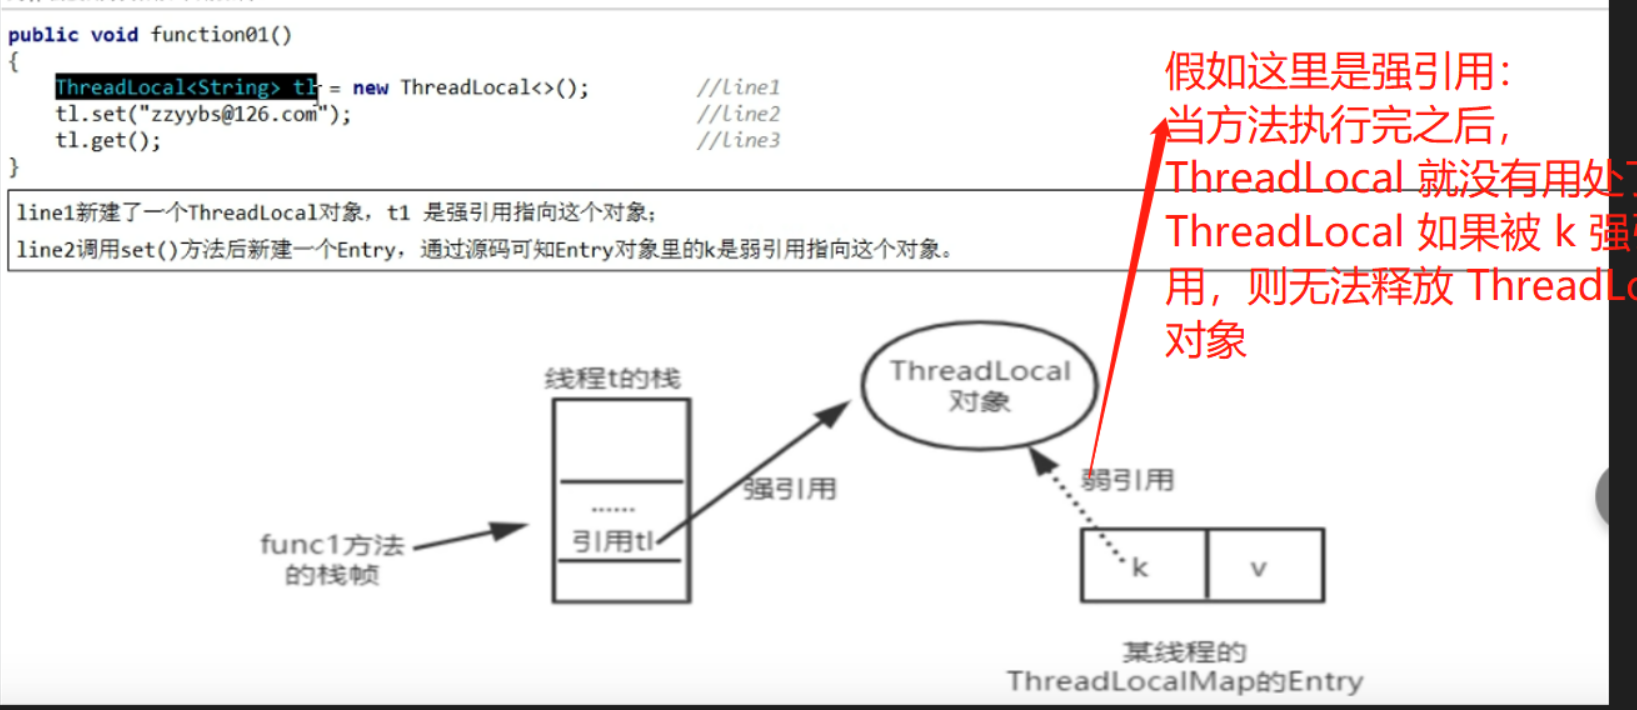 public void function01()
{
ThreadLocal<String> tl = new ThreadLocal<>(); //line1
tl.set("zzyybs@126.com"); //line2
tl.get(); //line3
}
line1新建了一个ThreadLocal对象，t1 是强引用指向这个对象；
line2调用set()方法后新建一个Entry，通过源码可知Entry对象里的k是弱引用指向这个对象。
假如这里是强引用：
当方法执行完之后，
ThreadLocal 就没有用处了
ThreadLocal 如果被 k 强引
用，则无法释放 ThreadLo
对象
线程t的栈
ThreadLocal
对象
强引用
弱引用
......
引用tl
func1方法
的栈帧
k
v
某线程的
ThreadLocalMap的Entry